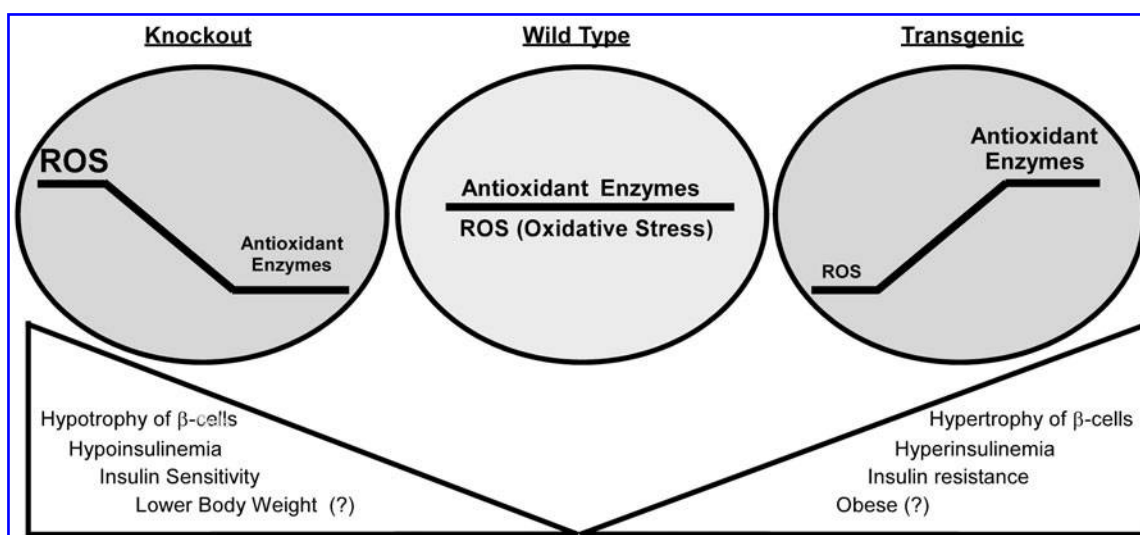 Knockout
Wild Type
Transgenic
ROS
Antioxidant
Enzymes
Antioxidant Enzymes
ROS (Oxidative Stress)
Antioxidant
Enzymes
ROS
Hypotrophy of β-cells
Hypoinsulinemia
Insulin Sensitivity
Lower Body Weight (?)
Hypertrophy of β-cells
Hyperinsulinemia
Insulin resistance
Obese (?)